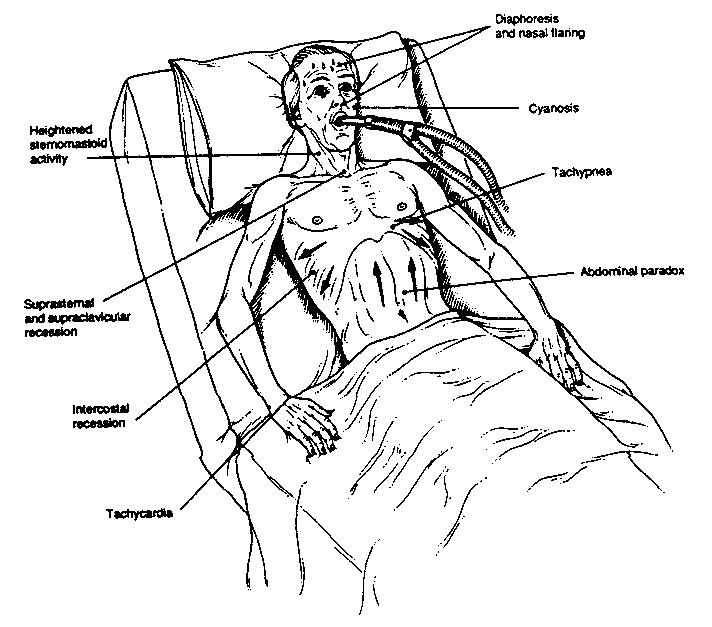 Diaphoresis
and nasal flaring
Cyanosis
Heightened
sternomastoid
activity
Tachypnea
Abdominal paradox
Suprasternal
and supraclavicular
recession
Intercostal
recession
Tachycardia